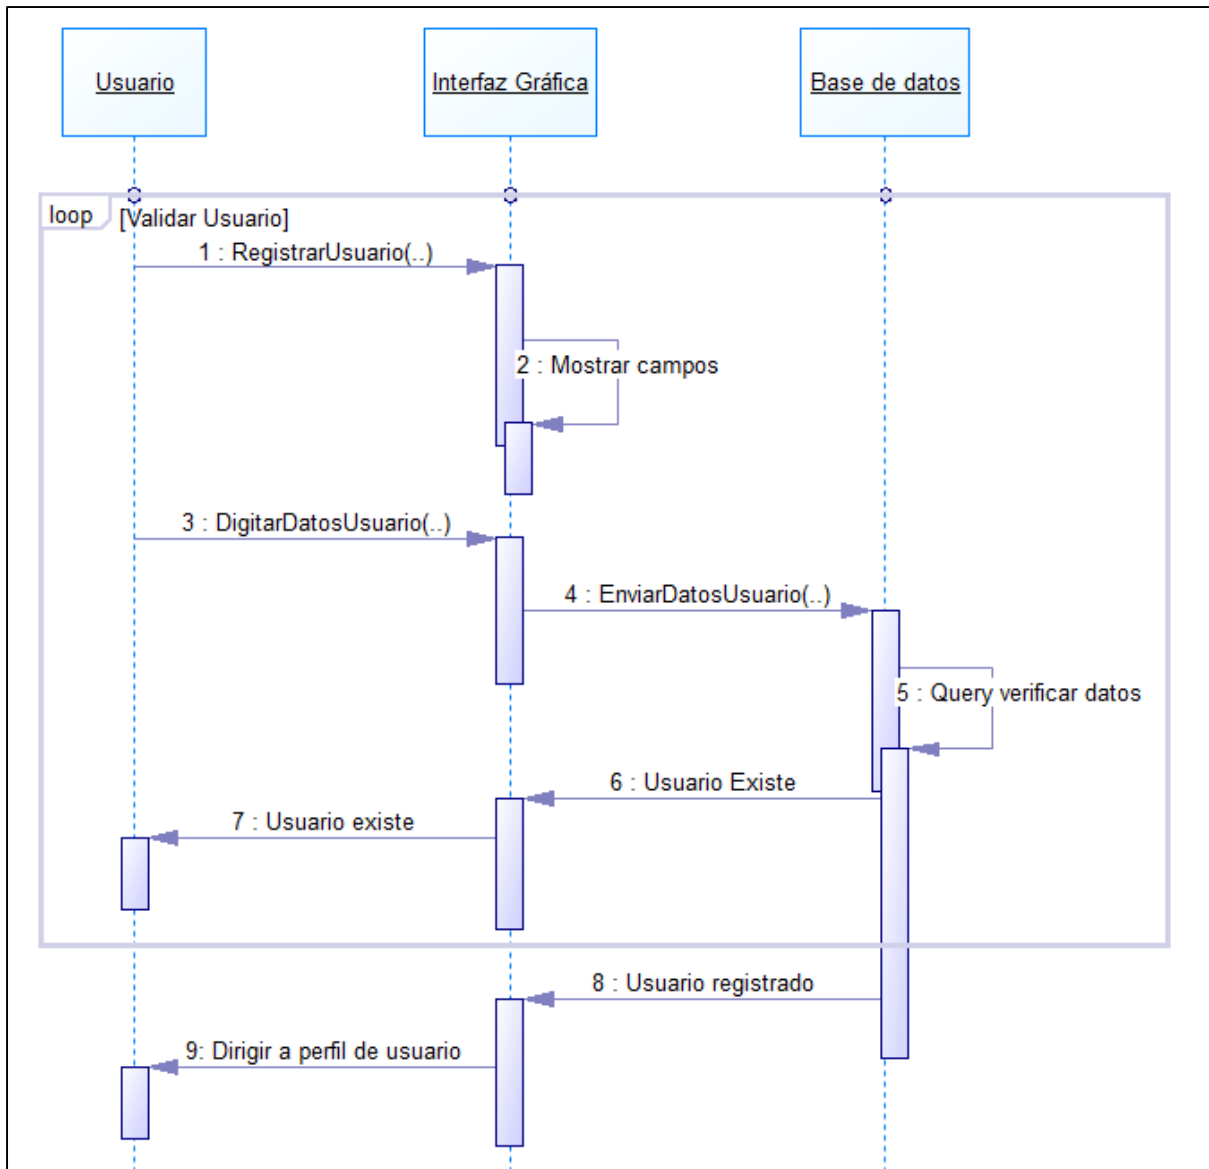 Usuario
Interfaz Gráfica
Base de datos
loop
[Validar Usuario]
1 : RegistrarUsuario(..)
2 : Mostrar campos
3 : DigitarDatosUsuario(..)
4 : EnviarDatosUsuario(..)
5 : Query verificar datos
6 : Usuario Existe
7 : Usuario existe
8 : Usuario registrado
9: Dirigir a perfil de usuario